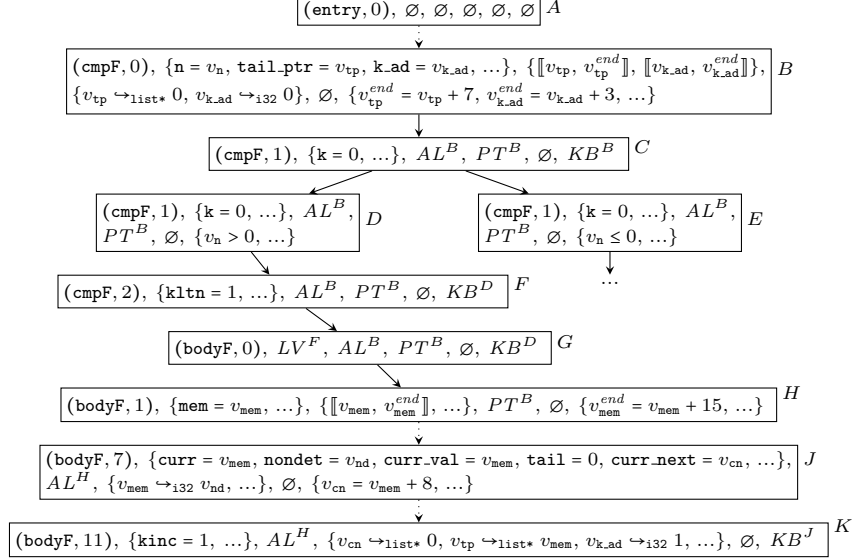 (entry, 0), ∅, ∅, ∅, ∅, ∅ A
(cmpF, 0), {n = v_n, tail_ptr = v_tp, k_ad = v_k_ad, ...}, {⟦v_tp, v_tp^end⟧, ⟦v_k_ad, v_k_ad^end⟧}, B
{v_tp ↪_list* 0, v_k_ad ↪_i32 0}, ∅, {v_tp^end = v_tp + 7, v_k_ad^end = v_k_ad + 3, ...}
(cmpF, 1), {k = 0, ...}, AL^B, PT^B, ∅, KB^B C
(cmpF, 1), {k = 0, ...}, AL^B,
PT^B, ∅, {v_n > 0, ...} D
(cmpF, 1), {k = 0, ...}, AL^B,
PT^B, ∅, {v_n ≤ 0, ...} E
...
(cmpF, 2), {kltn = 1, ...}, AL^B, PT^B, ∅, KB^D F
(bodyF, 0), LV^F, AL^B, PT^B, ∅, KB^D G
(bodyF, 1), {mem = v_mem, ...}, {⟦v_mem, v_mem^end⟧, ...}, PT^B, ∅, {v_mem^end = v_mem + 15, ...} H
(bodyF, 7), {curr = v_mem, nondet = v_nd, curr_val = v_mem, tail = 0, curr_next = v_cn, ...}, J
AL^H, {v_mem ↪_i32 v_nd, ...}, ∅, {v_cn = v_mem + 8, ...}
(bodyF, 11), {kinc = 1, ...}, AL^H, {v_cn ↪_list* 0, v_tp ↪_list* v_mem, v_k_ad ↪_i32 1, ...}, ∅, KB^J K